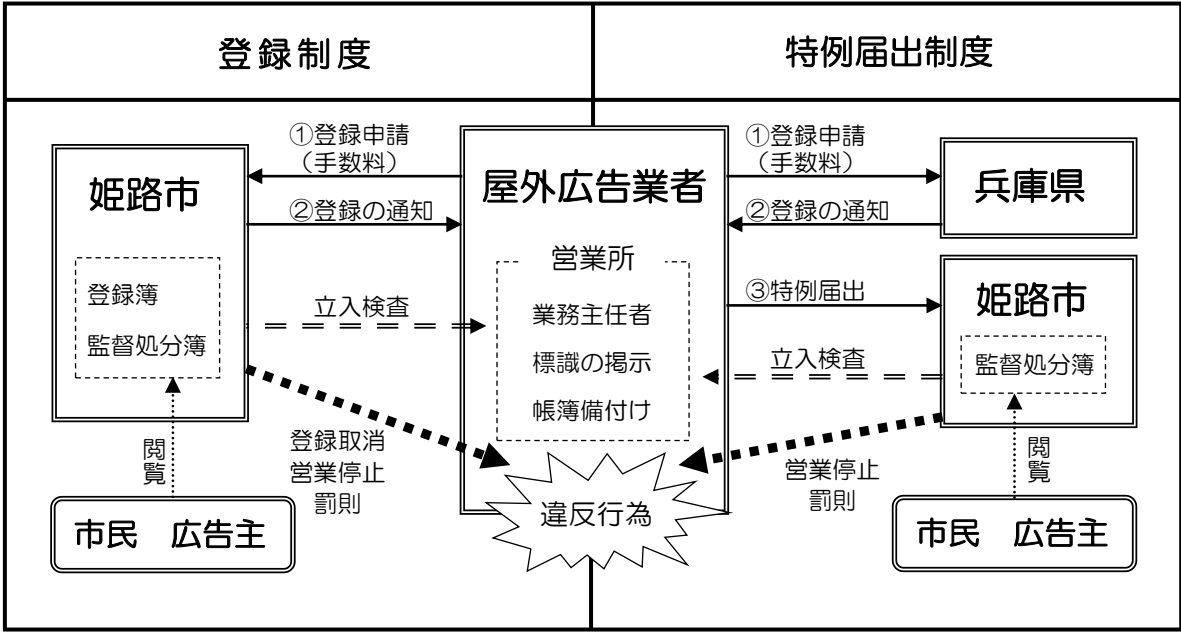 登録制度
特例届出制度
①登録申請
（手数料）
姫路市
②登録の通知
登録簿
監督処分簿
立入検査
閲覧
登録取消
営業停止
罰則
市民　広告主
屋外広告業者
営業所
業務主任者
標識の掲示
帳簿備付け
違反行為
①登録申請
（手数料）
兵庫県
②登録の通知
③特例届出
姫路市
監督処分簿
立入検査
閲覧
営業停止
罰則
市民　広告主